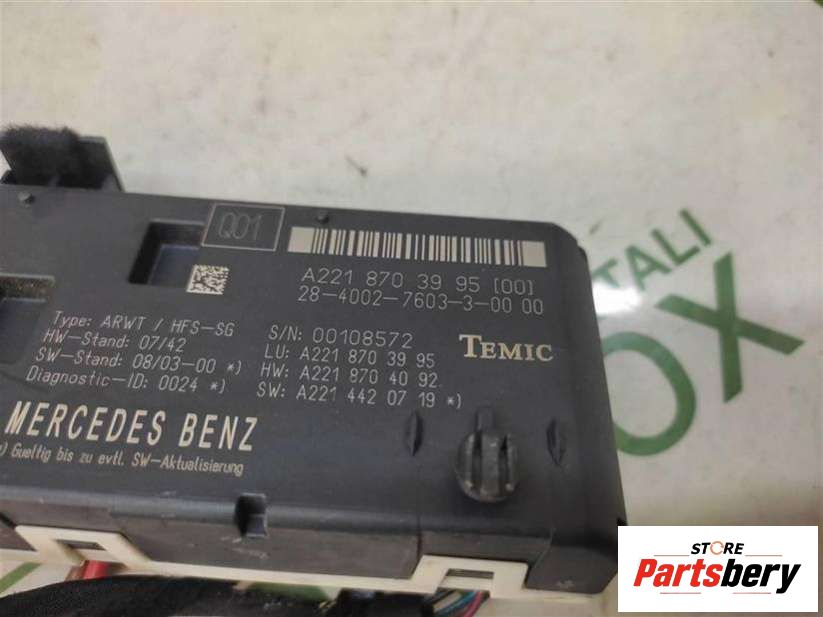 Q01
A221 870 39 95 [00]
28-4002-7603-3-00 00
Type: ARWT / HFS-SG
HW-Stand: 07/42
SW-Stand: 08/03-00 *)
Diagnostic-ID: 0024 *)
S/N: 00108572
LU: A221 870 39 95
HW: A221 870 40 92
SW: A221 442 07 19 *)
TEMIC
MERCEDES BENZ
*) Gueltig bis zu evtl. SW-Aktualisierung
TALI
OX
STORE
Partsbery